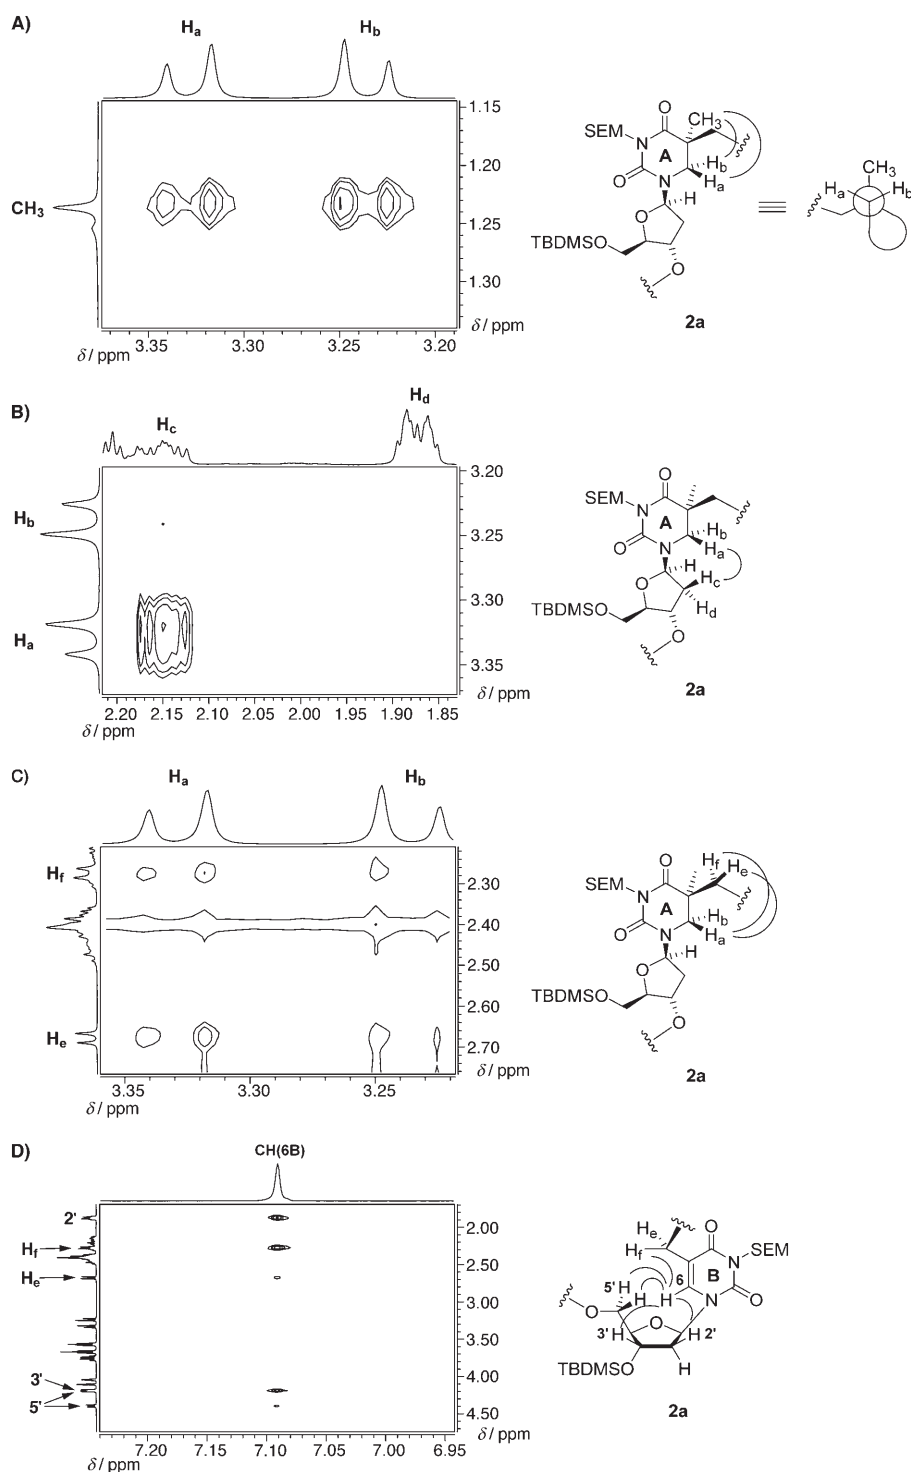 A)
Ha Hb
1.15
1.20
CH3
1.25
1.30
3.35 3.30 3.25 3.20
δ / ppm
δ / ppm
O
CH3
SEM
N
A
Hb
O
N
Ha
H
O
TBDMSO
O
2a
CH3
Ha Hb
B)
Hc
Hd
3.20
Hb
3.25
3.30
Ha
3.35
δ / ppm
2.20 2.15 2.10 2.05 2.00 1.95 1.90 1.85
δ / ppm
O
SEM
N
A
Hb
O
N
Ha
H
O
Hc
TBDMSO
Hd
O
2a
C)
Ha Hb
Hf
2.30
2.40
2.50
2.60
He
2.70
δ / ppm
3.35 3.30 3.25
δ / ppm
O
Hf
He
SEM
N
A
Hb
O
N
Ha
H
O
TBDMSO
O
2a
D)
CH(6B)
2'
2.00
Hf
2.50
He
3.00
3.50
3'
4.00
5'
4.50
δ / ppm
7.20 7.15 7.10 7.05 7.00 6.95
δ / ppm
He
O
Hf
N
SEM
5'
H
6
B
H
H
N
O
O
3'
H
O
H
2'
TBDMSO
H
2a